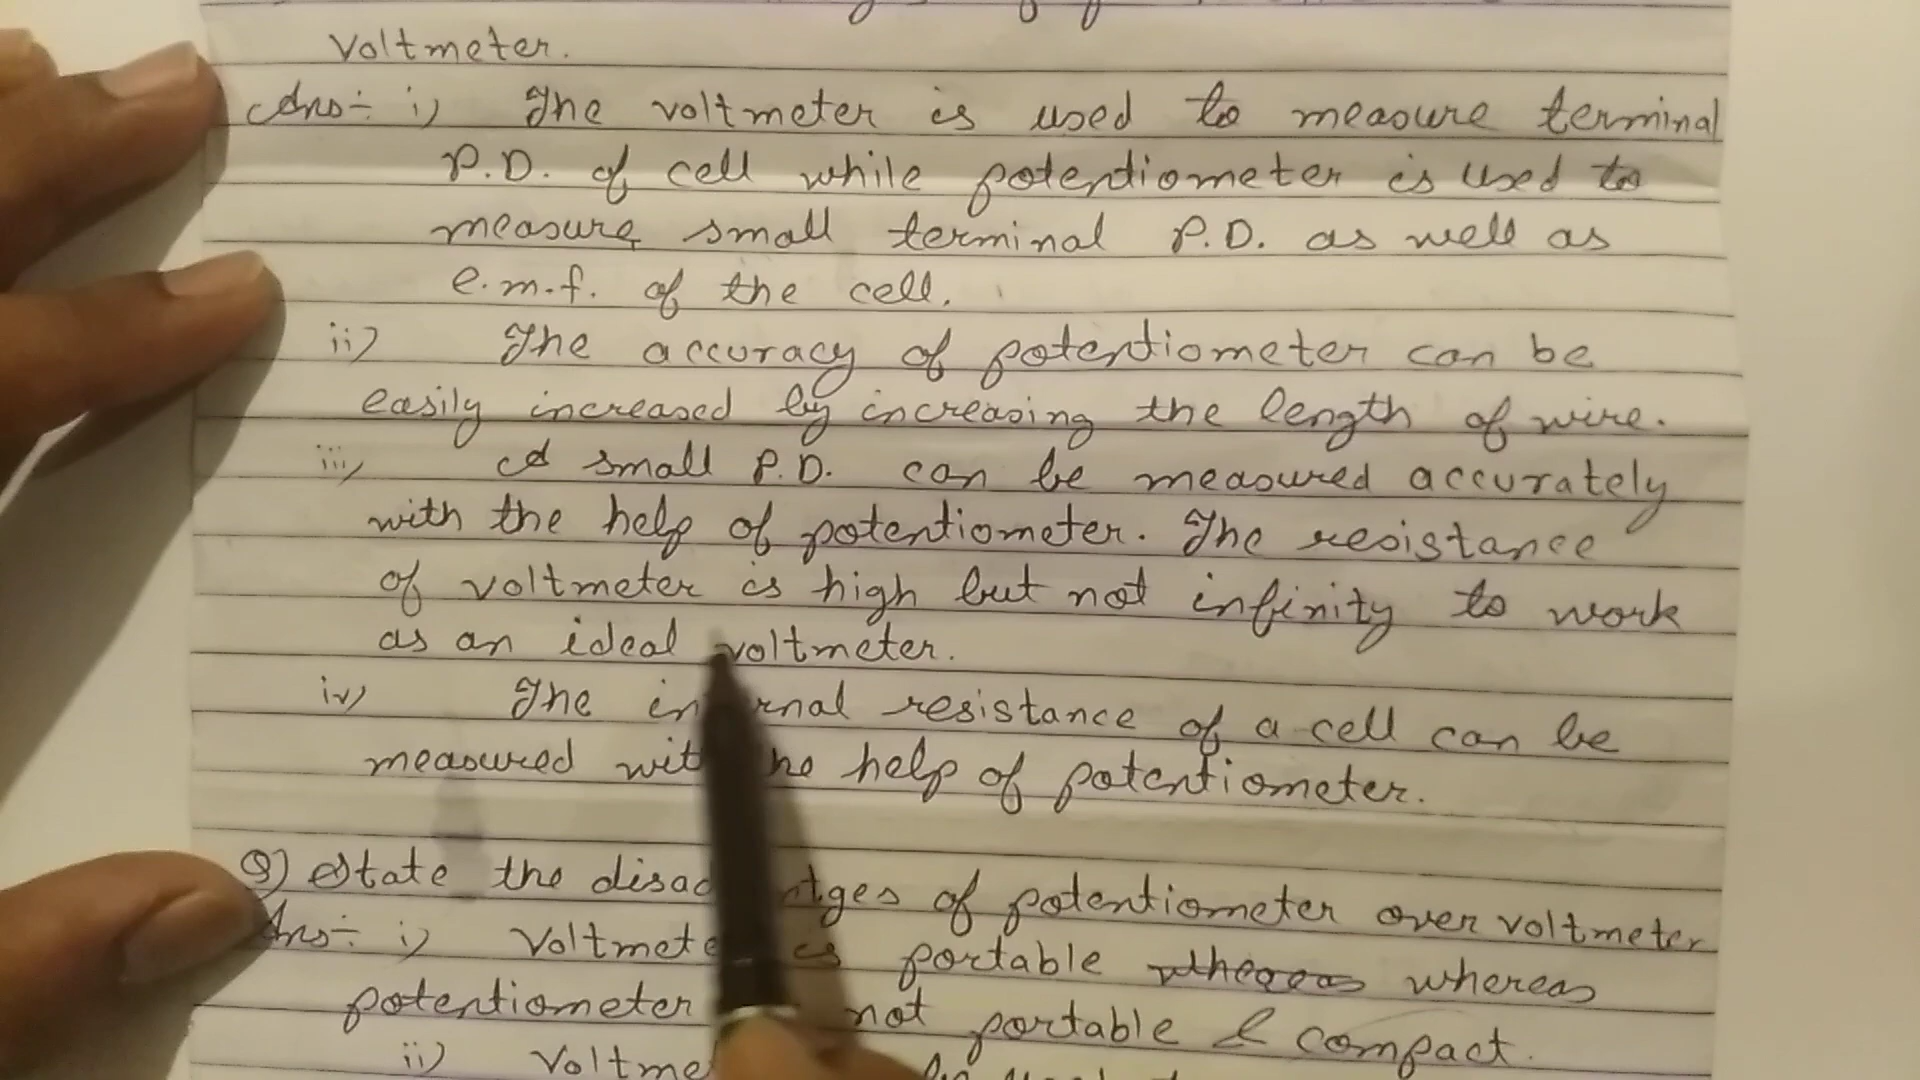 Voltmeter.
Ans÷ i) The voltmeter is used to measure terminal
P.D. of cell while potentiometer is used to
measure small terminal P.D. as well as
e.m.f. of the cell.
ii) The accuracy of potentiometer can be
easily increased by increasing the length of wire.
iii) A small P.D. can be measured accurately
with the help of potentiometer. The resistance
of voltmeter is high but not infinity to work
as an ideal voltmeter.
iv) The resistance of a cell can be
measured help of potentiometer.
Q) State the of potentiometer over voltmeter
Ans÷ i) is portable whereas
potentiometer not portable & compact.
ii)